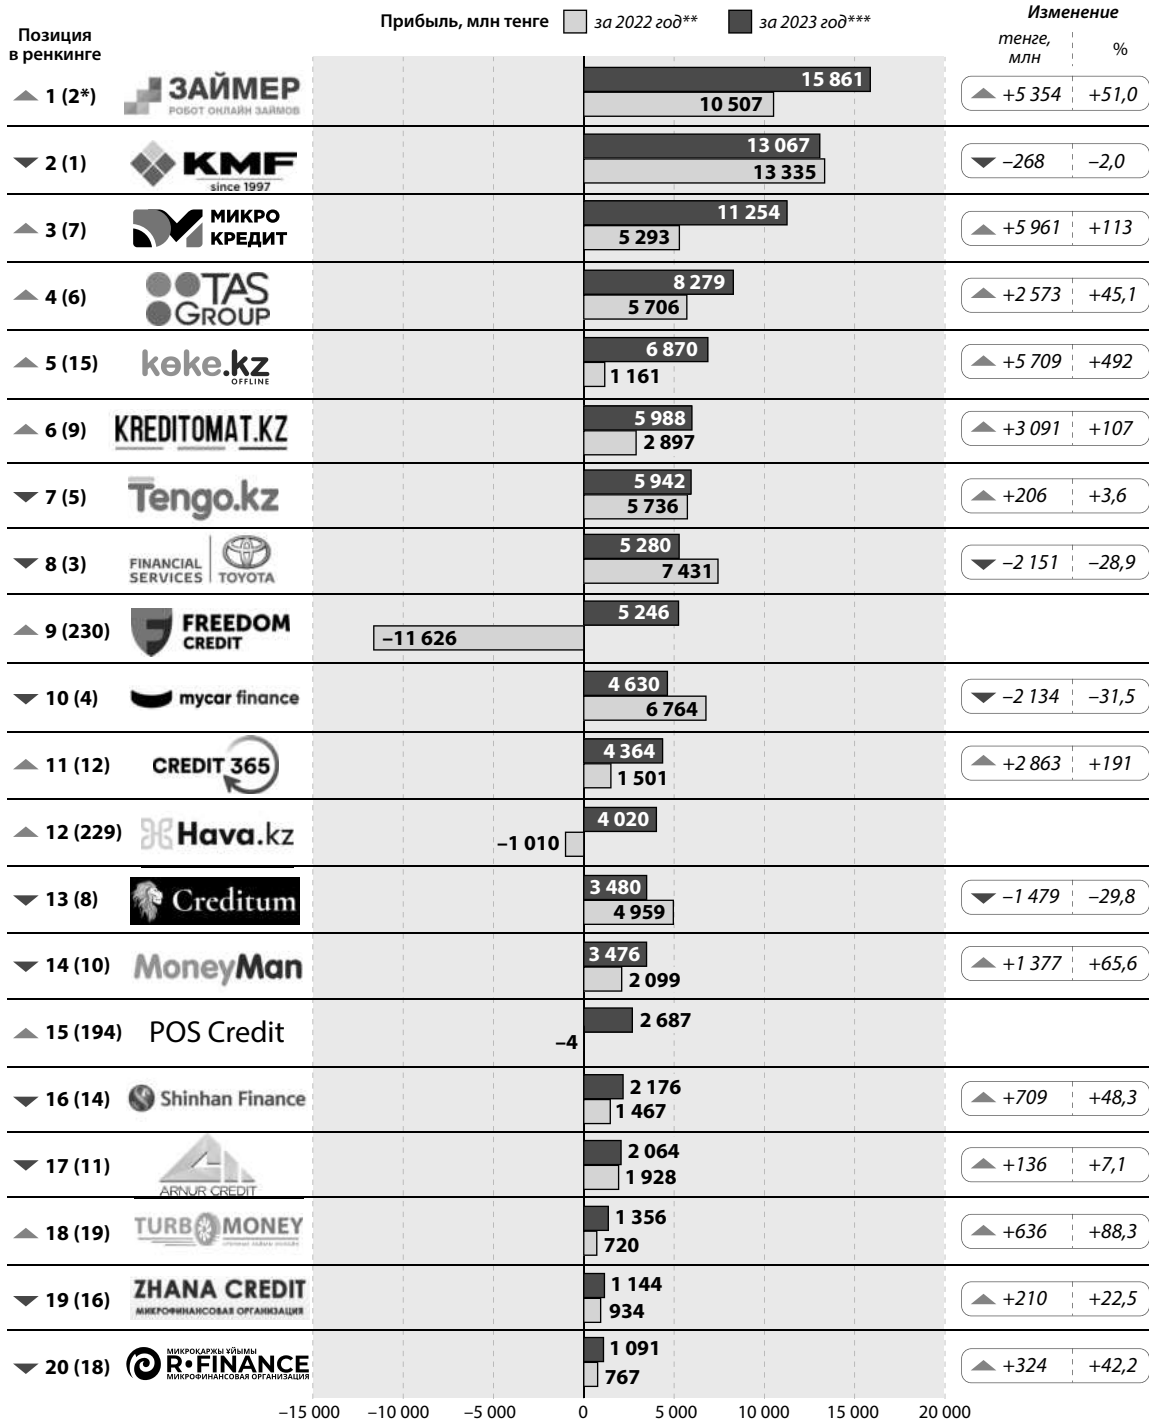 Прибыль, млн тенге за 2022 год** за 2023 год***
Изменение
Позиция
в ренкинге
тенге,
млн
%
1 (2*) ЗАЙМЕР
РОБОТ ОНЛАЙН ЗАЙМОВ
15 861
10 507
+5 354 +51,0
2 (1) KMF
since 1997
13 067
13 335
–268 –2,0
3 (7) МИКРО
КРЕДИТ
11 254
5 293
+5 961 +113
4 (6) TAS
GROUP
8 279
5 706
+2 573 +45,1
5 (15) kөke.kz
OFFLINE
6 870
1 161
+5 709 +492
6 (9) KREDITOMAT.KZ
5 988
2 897
+3 091 +107
7 (5) Tengo.kz
5 942
5 736
+206 +3,6
8 (3) FINANCIAL
SERVICES TOYOTA
5 280
7 431
–2 151 –28,9
9 (230) FREEDOM
CREDIT
5 246
–11 626
10 (4) mycar finance
4 630
6 764
–2 134 –31,5
11 (12) CREDIT 365
4 364
1 501
+2 863 +191
12 (229) Hava.kz
4 020
–1 010
13 (8) Creditum
3 480
4 959
–1 479 –29,8
14 (10) MoneyMan
3 476
2 099
+1 377 +65,6
15 (194) POS Credit
2 687
–4
16 (14) Shinhan Finance
2 176
1 467
+709 +48,3
17 (11) ARNUR CREDIT
2 064
1 928
+136 +7,1
18 (19) TURBOMONEY
1 356
720
+636 +88,3
19 (16) ZHANA CREDIT
МИКРОФИНАНСОВАЯ ОРГАНИЗАЦИЯ
1 144
934
+210 +22,5
20 (18) МИКРОҚАРЖЫ ҰЙЫМЫ
R•FINANCE
МИКРОФИНАНСОВАЯ ОРГАНИЗАЦИЯ
1 091
767
+324 +42,2
–15 000 –10 000 –5 000 0 5 000 10 000 15 000 20 000